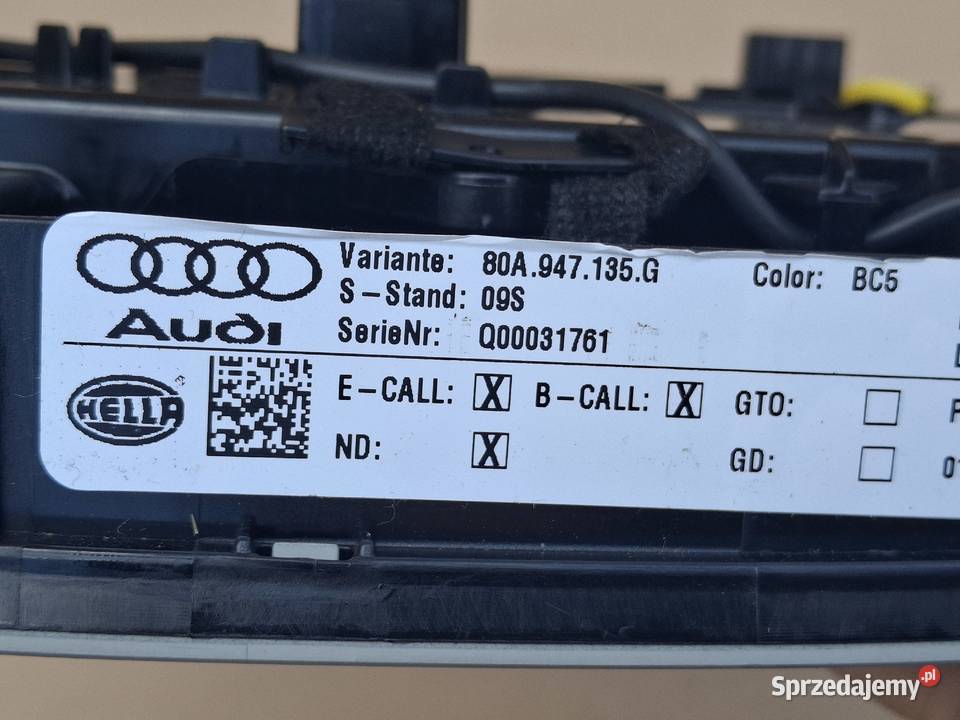 Variante: 80A.947.135.G Color: BC5
S-Stand: 09S
Audi
SerieNr: Q00031761
HELLA
E-CALL: X B-CALL: X GTO:
ND: X GD:
Sprzedajemy.pl